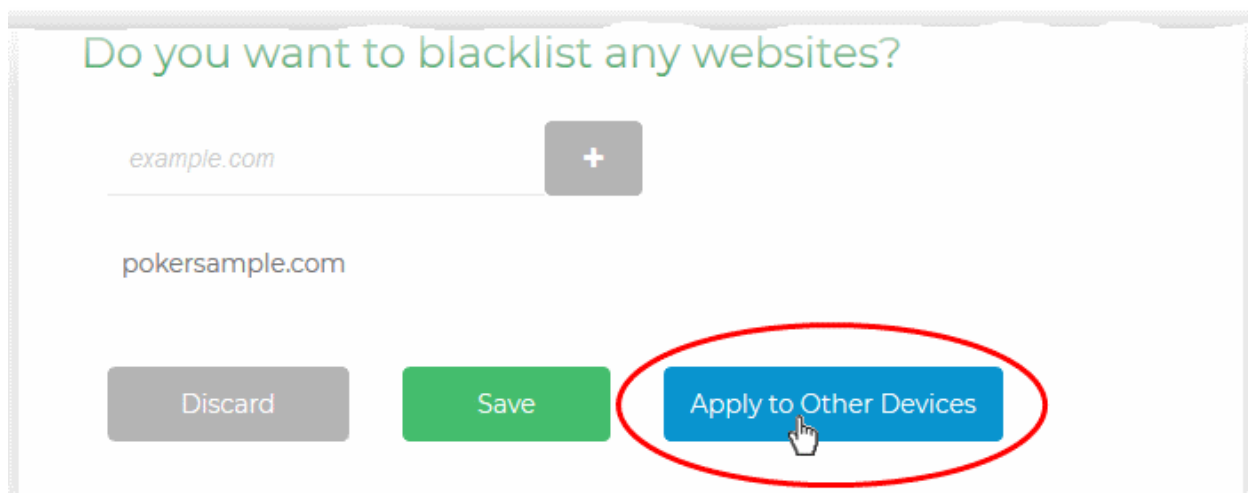 Do you want to blacklist any websites?
example.com
+
pokersample.com
Discard
Save
Apply to Other Devices